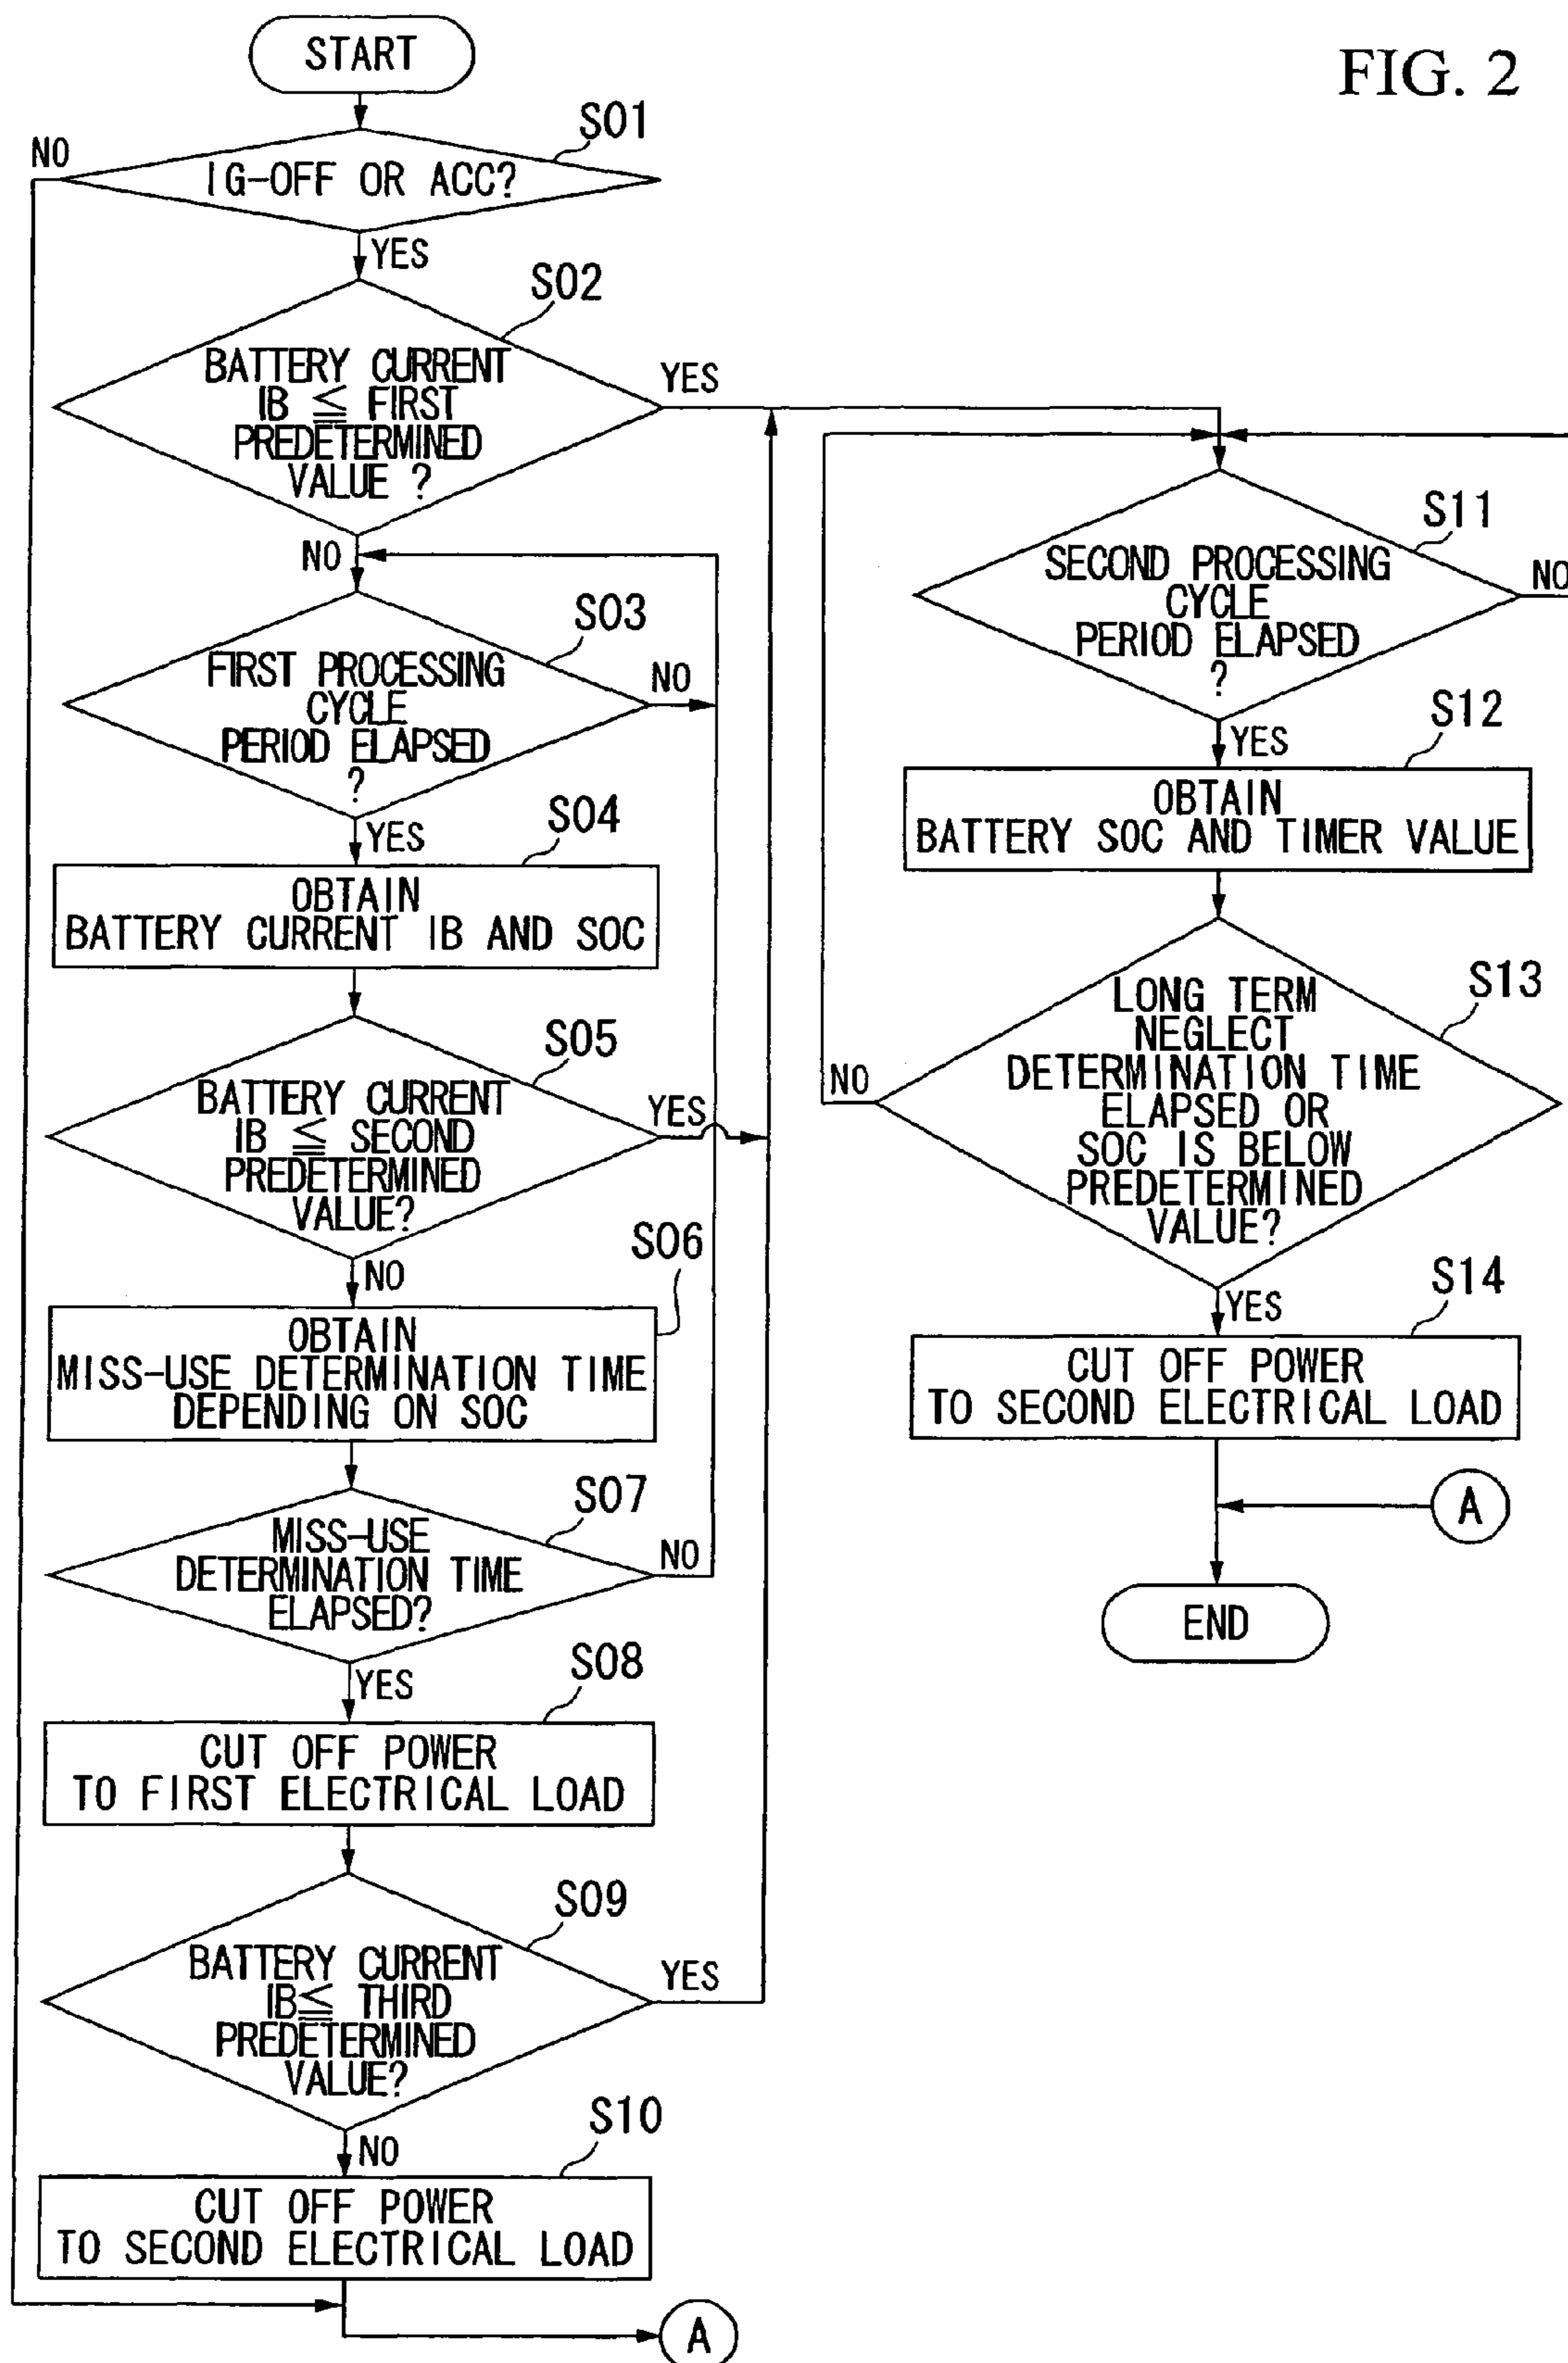 FIG. 2
START
S01
NO
IG-OFF OR ACC?
YES
S02
BATTERY CURRENT
IB ≦ FIRST
PREDETERMINED
VALUE ?
YES
NO
S03
FIRST PROCESSING
CYCLE
PERIOD ELAPSED
?
NO
YES
S04
OBTAIN
BATTERY CURRENT IB AND SOC
S05
BATTERY CURRENT
IB ≦ SECOND
PREDETERMINED
VALUE?
YES
NO
S06
OBTAIN
MISS-USE DETERMINATION TIME
DEPENDING ON SOC
S07
MISS-USE
DETERMINATION TIME
ELAPSED?
NO
YES
S08
CUT OFF POWER
TO FIRST ELECTRICAL LOAD
S09
BATTERY CURRENT
IB≦ THIRD
PREDETERMINED
VALUE?
YES
NO
S10
CUT OFF POWER
TO SECOND ELECTRICAL LOAD
A
S11
SECOND PROCESSING
CYCLE
PERIOD ELAPSED
?
NO
YES
S12
OBTAIN
BATTERY SOC AND TIMER VALUE
S13
LONG TERM
NEGLECT
DETERMINATION TIME
ELAPSED OR
SOC IS BELOW
PREDETERMINED
VALUE?
NO
YES
S14
CUT OFF POWER
TO SECOND ELECTRICAL LOAD
A
END